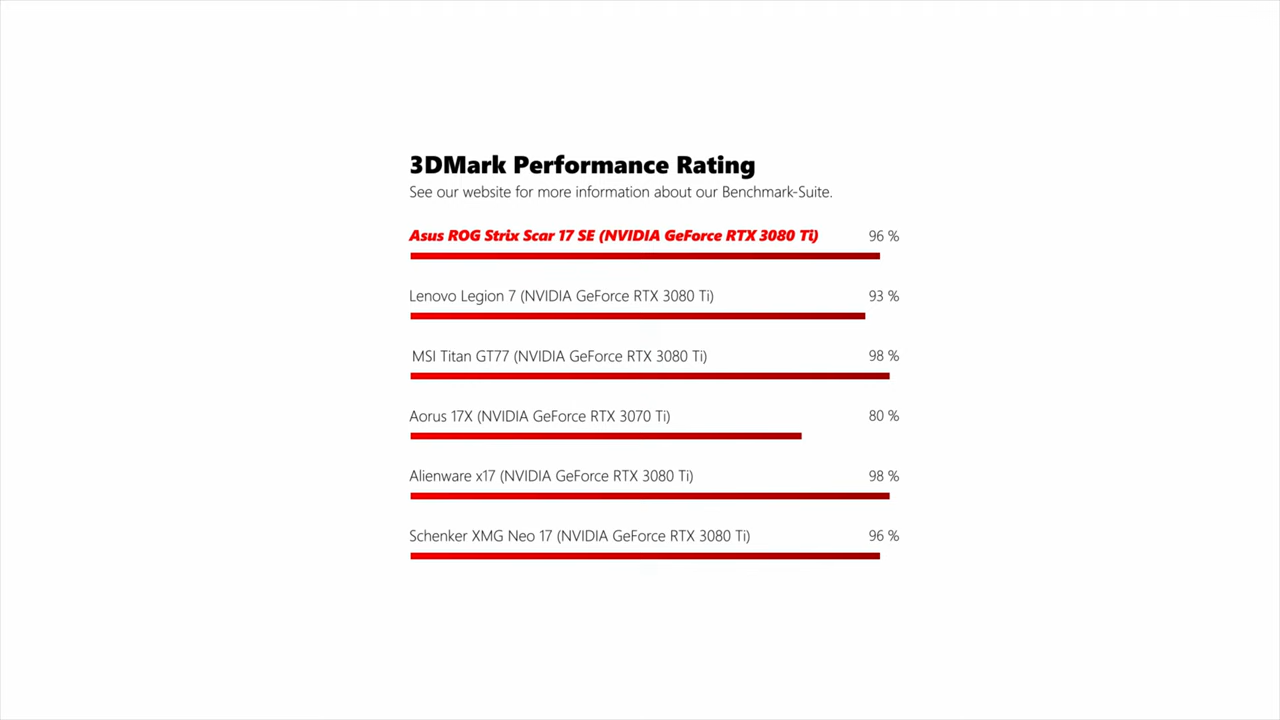 3DMark Performance Rating
See our website for more information about our Benchmark-Suite.
Asus ROG Strix Scar 17 SE (NVIDIA GeForce RTX 3080 Ti) 96 %
Lenovo Legion 7 (NVIDIA GeForce RTX 3080 Ti) 93 %
MSI Titan GT77 (NVIDIA GeForce RTX 3080 Ti) 98 %
Aorus 17X (NVIDIA GeForce RTX 3070 Ti) 80 %
Alienware x17 (NVIDIA GeForce RTX 3080 Ti) 98 %
Schenker XMG Neo 17 (NVIDIA GeForce RTX 3080 Ti) 96 %